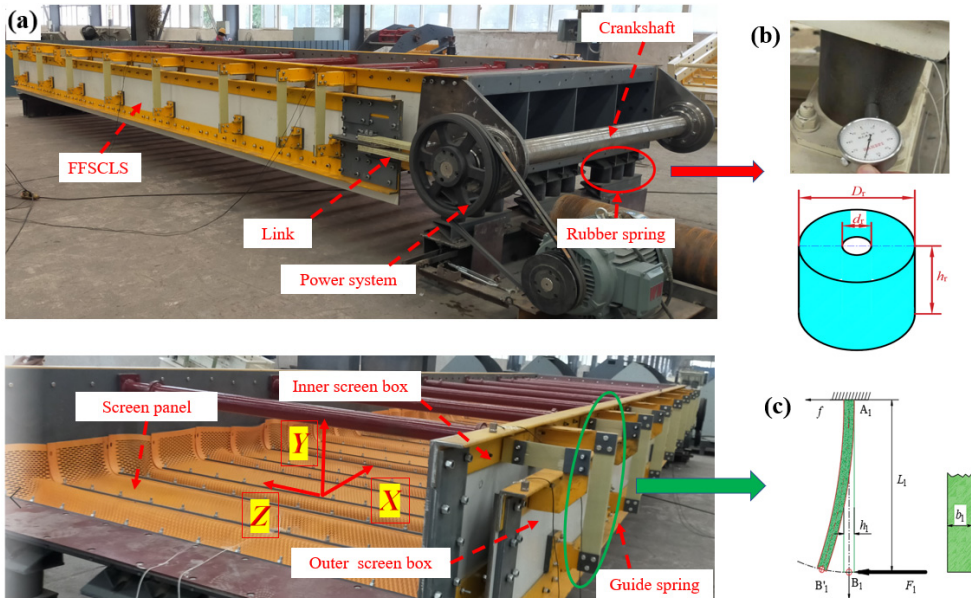 (a)
Crankshaft
FFSCLS
Link
Power system
Rubber spring
(b)
Dr
dr
hr
Inner screen box
Screen panel
Y
X
Z
Outer screen box
Guide spring
(c)
f
A1
L1
h1
b1
B'1
B1
F1